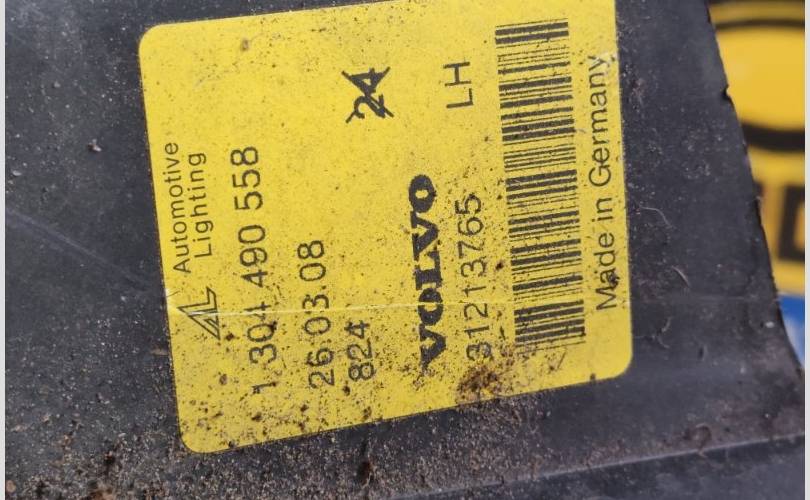 Automotive
Lighting
1 304 490 558
26.03.08
824
24
VOLVO
31213765
LH
Made in Germany